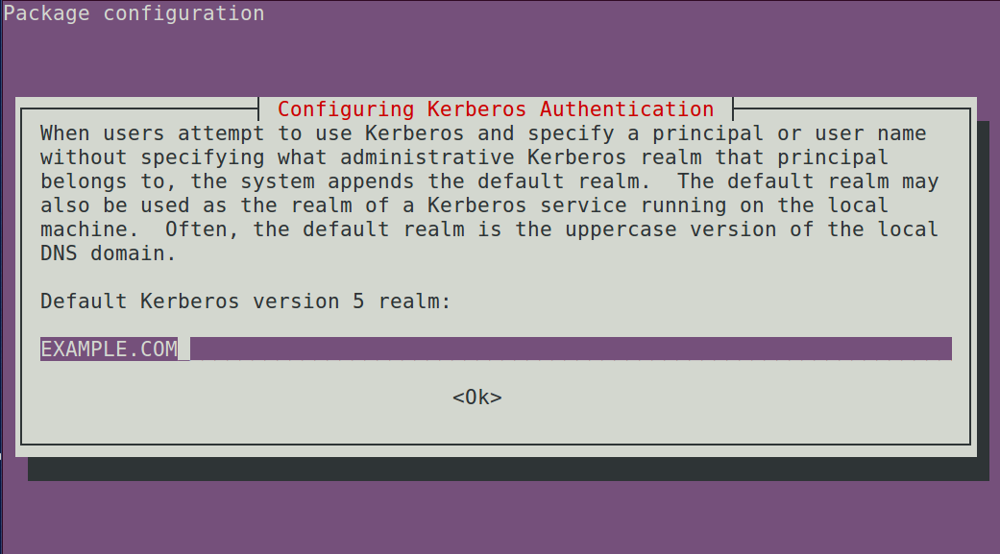 Package configuration
Configuring Kerberos Authentication
When users attempt to use Kerberos and specify a principal or user name
without specifying what administrative Kerberos realm that principal
belongs to, the system appends the default realm.  The default realm may
also be used as the realm of a Kerberos service running on the local
machine.  Often, the default realm is the uppercase version of the local
DNS domain.
Default Kerberos version 5 realm:
EXAMPLE.COM
<Ok>